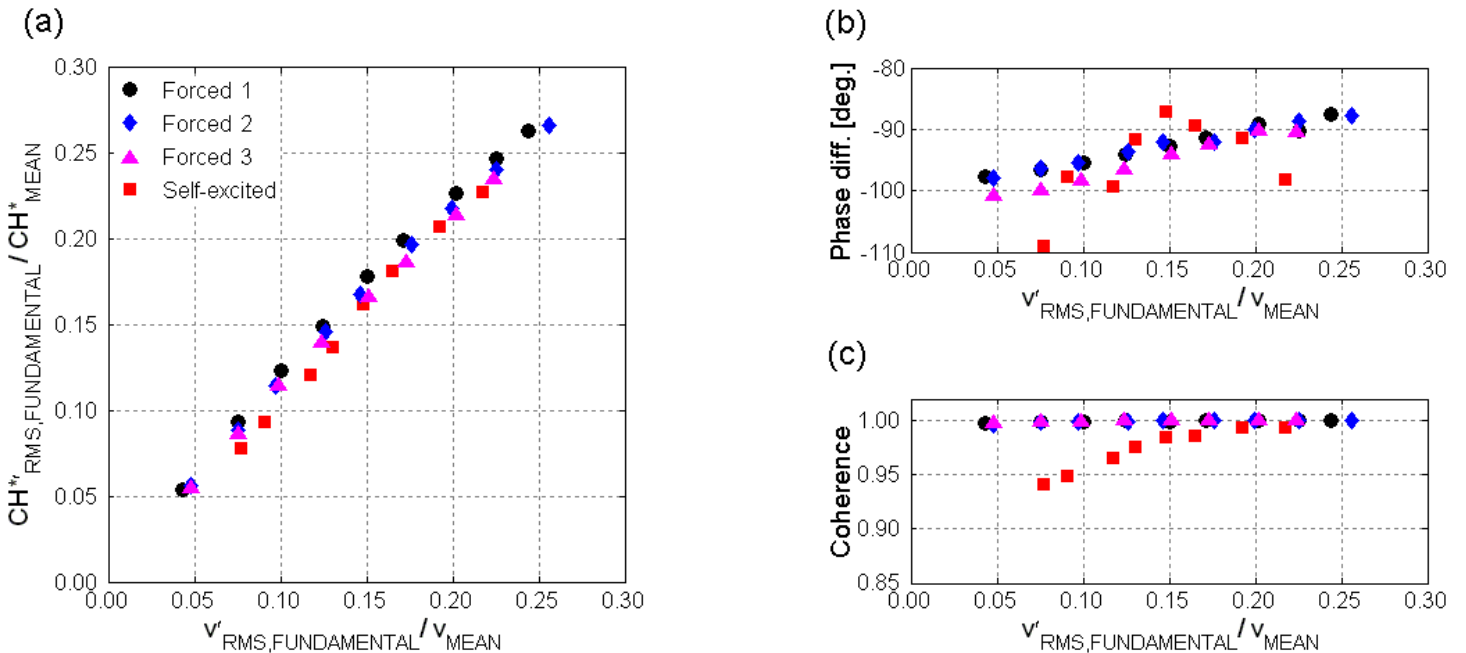 (a)
CH*'RMS,FUNDAMENTAL / CH*MEAN
0.30
0.25
0.20
0.15
0.10
0.05
0.00
Forced 1
Forced 2
Forced 3
Self-excited
0.00 0.05 0.10 0.15 0.20 0.25 0.30
v'RMS,FUNDAMENTAL / vMEAN
(b)
Phase diff. [deg.]
-80
-90
-100
-110
0.00 0.05 0.10 0.15 0.20 0.25 0.30
v'RMS,FUNDAMENTAL / vMEAN
(c)
Coherence
1.00
0.95
0.90
0.85
0.00 0.05 0.10 0.15 0.20 0.25 0.30
v'RMS,FUNDAMENTAL / vMEAN